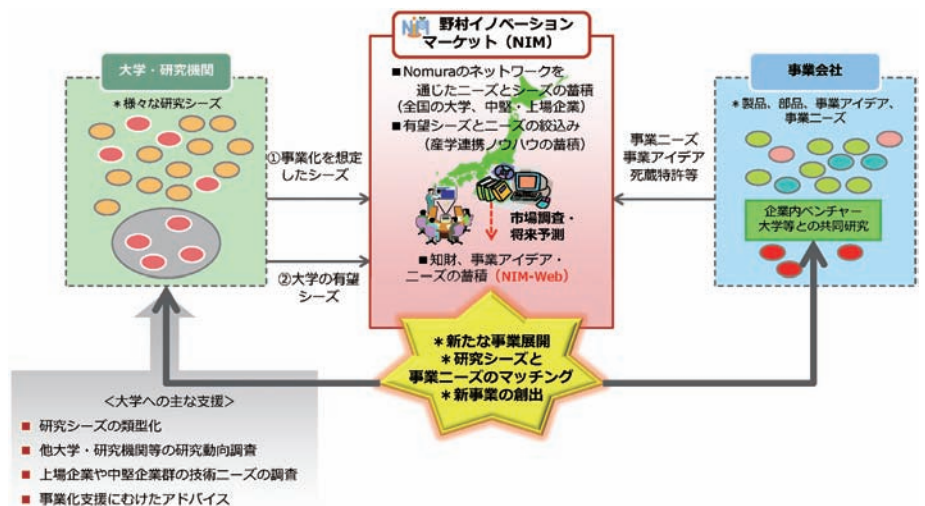 大学・研究機関
＊様々な研究シーズ
①事業化を想定
したシーズ
②大学の有望
シーズ
NIM 野村イノベーション
マーケット（NIM）
■Nomuraのネットワークを
通じたニーズとシーズの蓄積
（全国の大学、中堅・上場企業）
■有望シーズとニーズの絞込み
（産学連携ノウハウの蓄積）
市場調査・
将来予測
■知財、事業アイデア・
ニーズの蓄積（NIM-Web）
事業ニーズ
事業アイデア
死蔵特許等
事業会社
＊製品、部品、事業アイデア、
事業ニーズ
企業内ベンチャー
大学等との共同研究
＊新たな事業展開
＊研究シーズと
事業ニーズのマッチング
＊新事業の創出
＜大学への主な支援＞
■ 研究シーズの類型化
■ 他大学・研究機関等の研究動向調査
■ 上場企業や中堅企業群の技術ニーズの調査
■ 事業化支援にむけたアドバイス